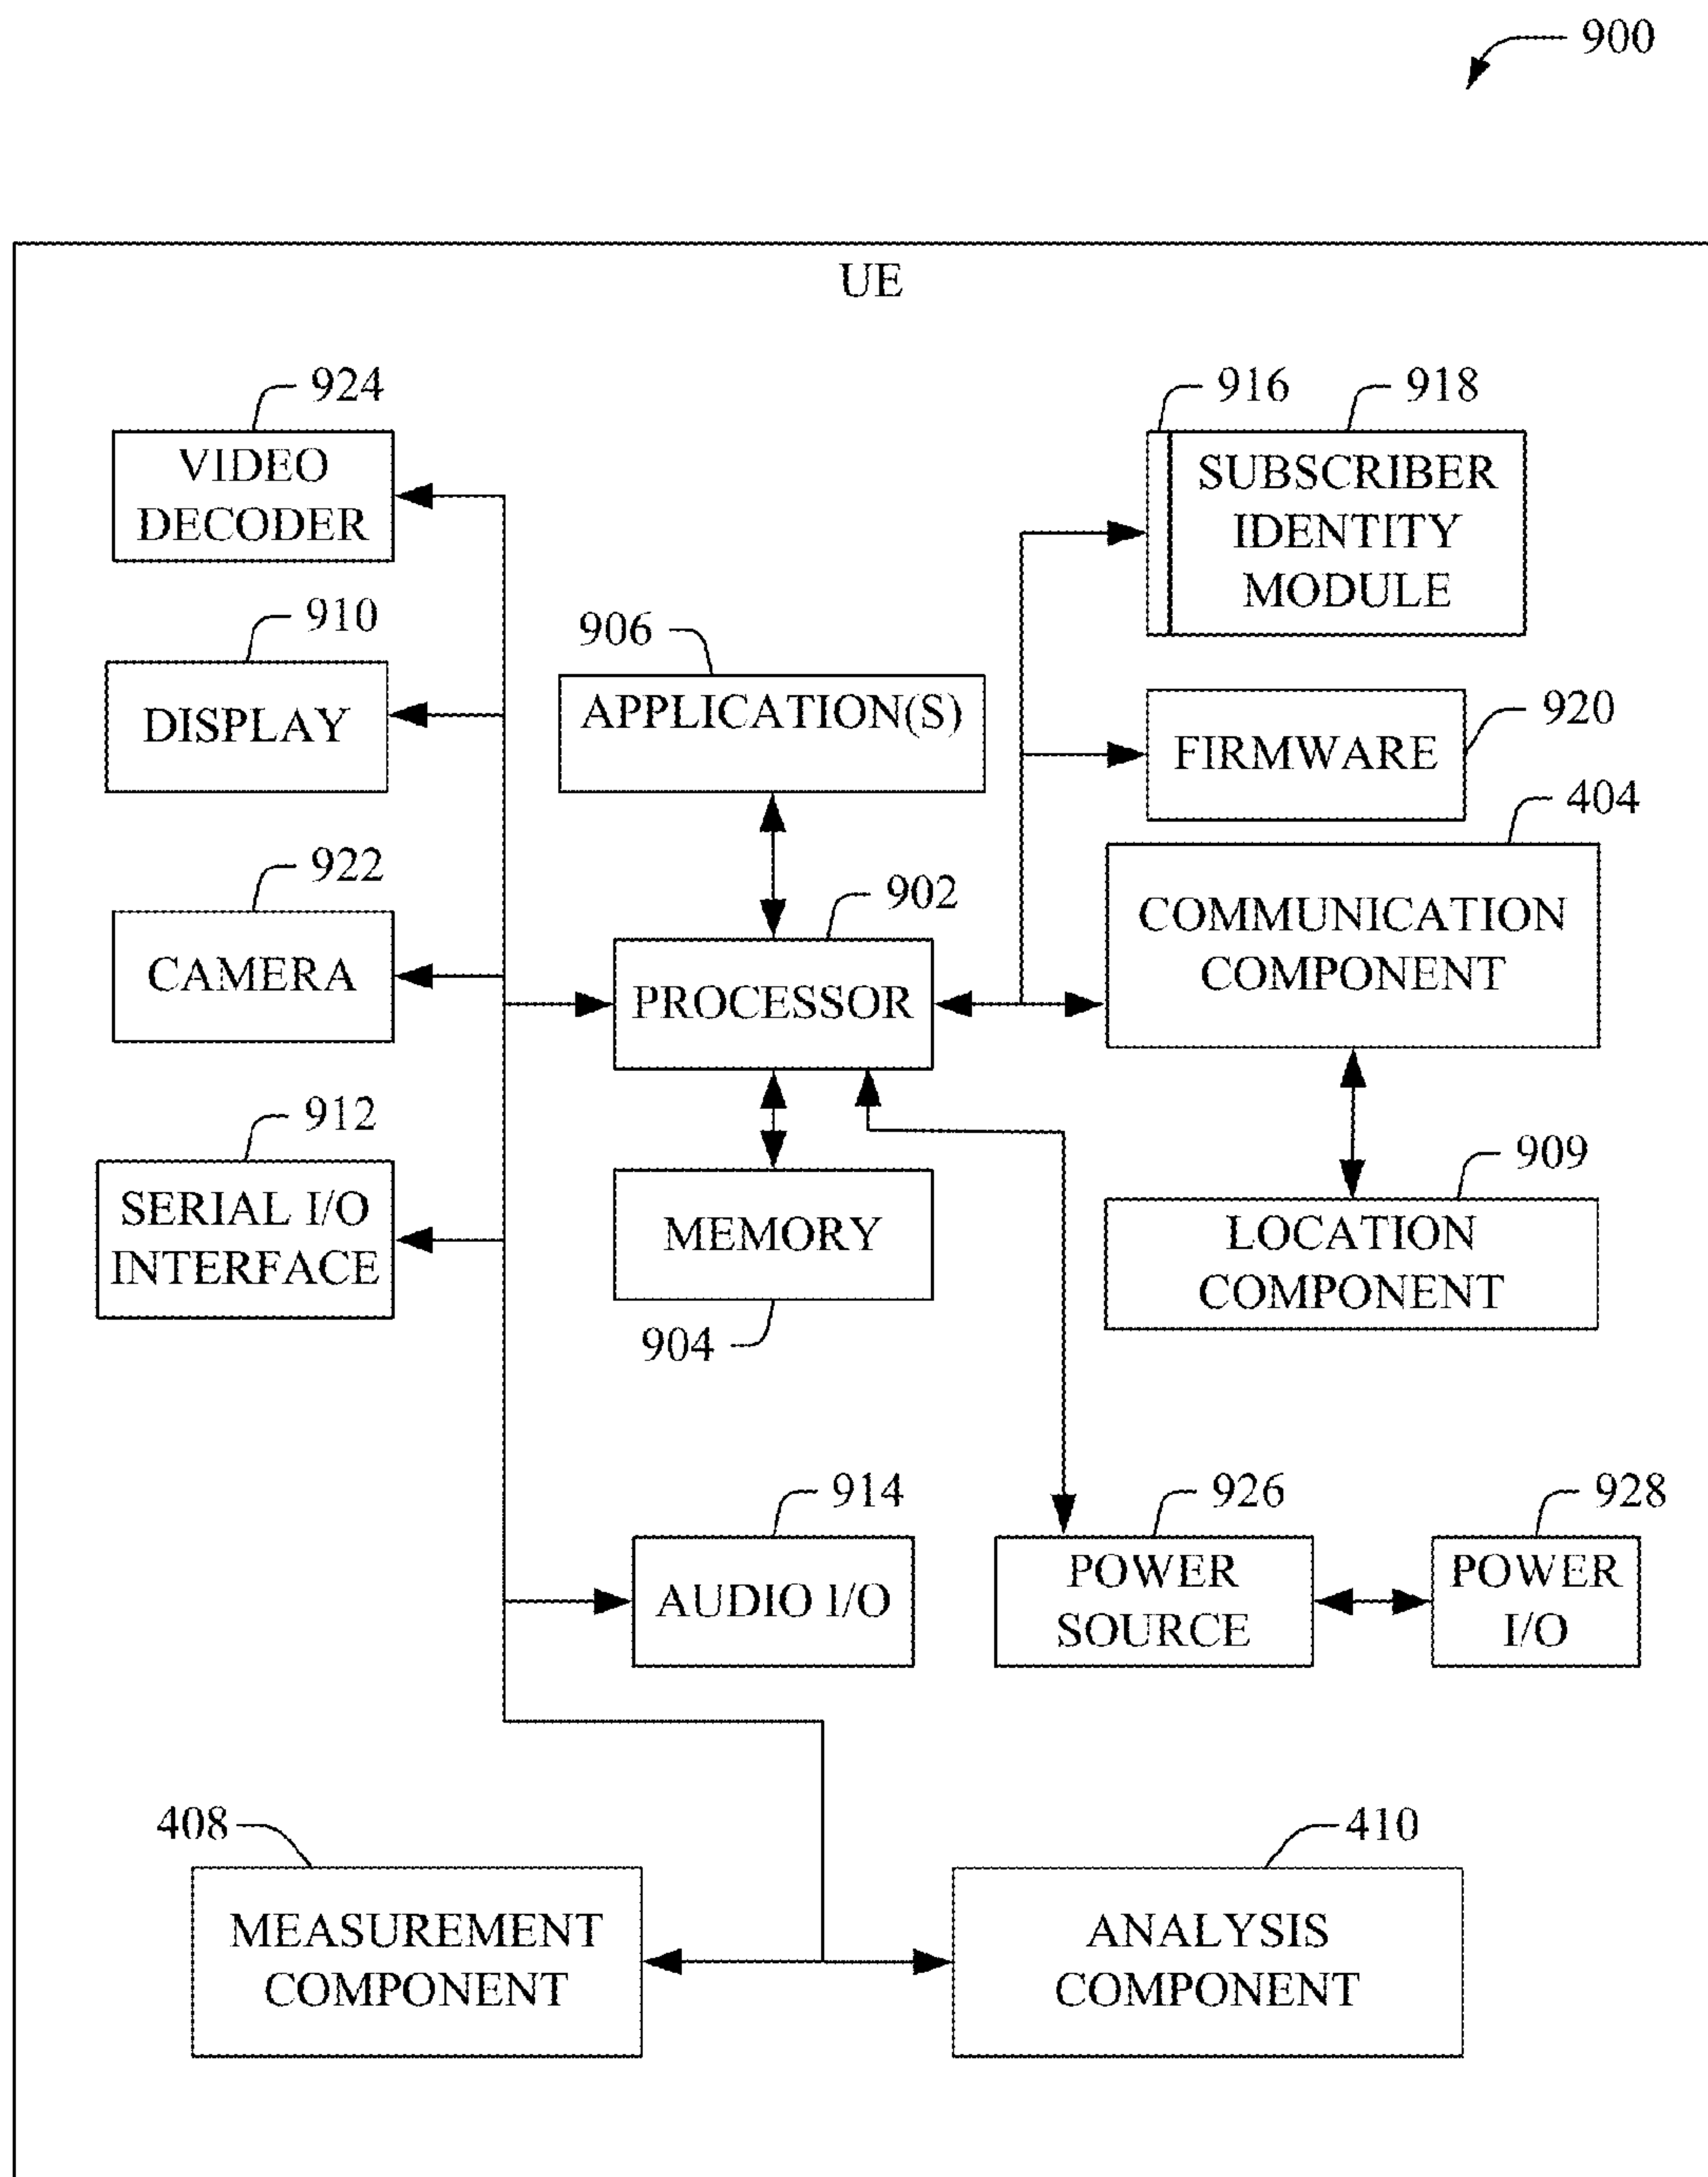 900
UE
924
VIDEO
DECODER
916
918
SUBSCRIBER
IDENTITY
MODULE
910
DISPLAY
906
APPLICATION(S)
920
FIRMWARE
404
COMMUNICATION
COMPONENT
922
CAMERA
902
PROCESSOR
912
SERIAL I/O
INTERFACE
MEMORY
904
909
LOCATION
COMPONENT
914
AUDIO I/O
926
POWER
SOURCE
928
POWER
I/O
408
MEASUREMENT
COMPONENT
410
ANALYSIS
COMPONENT